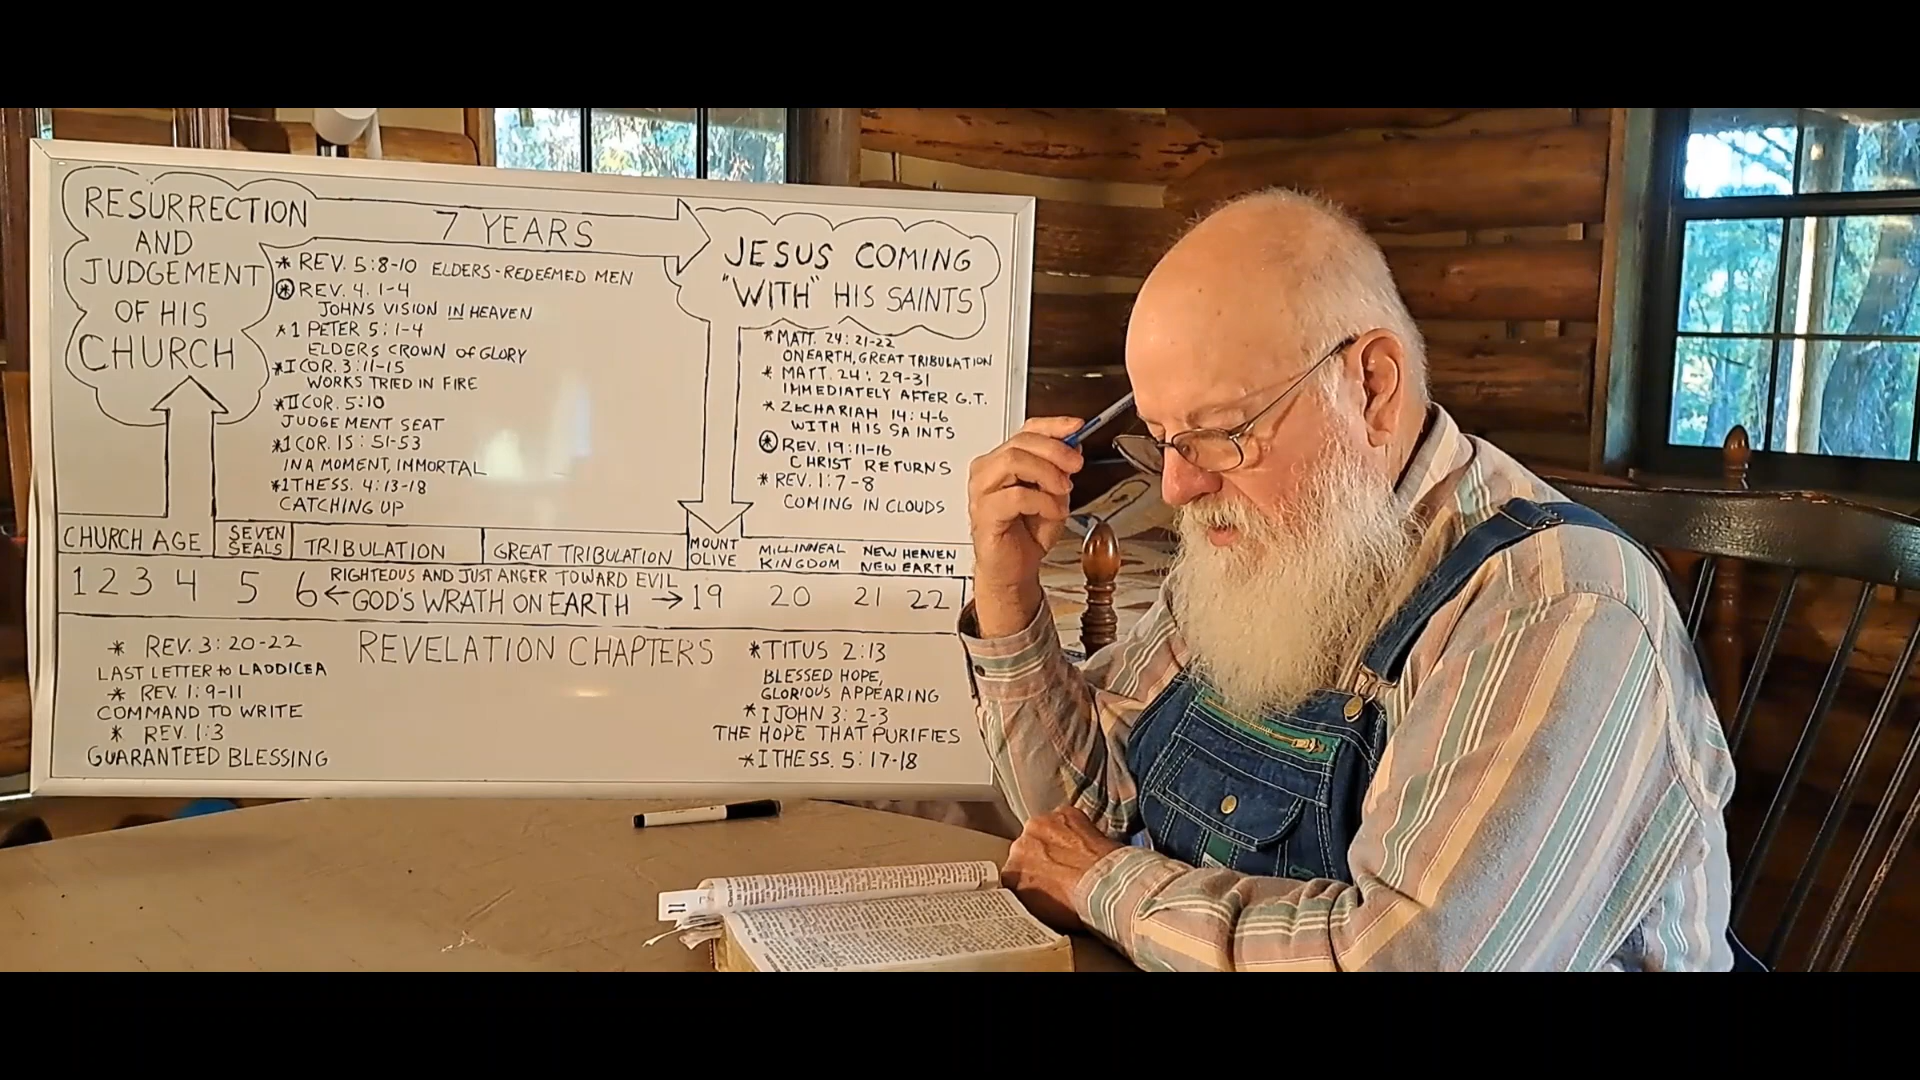 RESURRECTION
AND
JUDGEMENT
OF HIS
CHURCH
7 YEARS
* REV. 5:8-10 ELDERS-REDEEMED MEN
* REV. 4. 1-4
JOHNS VISION IN HEAVEN
* 1 PETER 5:1-4
ELDERS CROWN of GLORY
* I COR. 3:11-15
WORKS TRIED IN FIRE
* II COR. 5:10
JUDGEMENT SEAT
* 1 COR. 15:51-53
IN A MOMENT, IMMORTAL
* 1 THESS. 4:13-18
CATCHING UP
JESUS COMING
"WITH" HIS SAINTS
* MATT. 24:21-22
ON EARTH, GREAT TRIBULATION
* MATT. 24:29-31
IMMEDIATELY AFTER G.T.
* ZECHARIAH 14:4-6
WITH HIS SAINTS
* REV. 19:11-16
CHRIST RETURNS
* REV. 1:7-8
COMING IN CLOUDS
CHURCH AGE
SEVEN
SEALS
TRIBULATION
GREAT TRIBULATION
MOUNT
OLIVE
MILLINNEAL
KINGDOM
NEW HEAVEN
NEW EARTH
1 2 3 4 5 6 ← RIGHTEOUS AND JUST ANGER TOWARD EVIL
GOD'S WRATH ON EARTH → 19 20 21 22
REVELATION CHAPTERS
* REV. 3:20-22
LAST LETTER to LAODICEA
* REV. 1:9-11
COMMAND TO WRITE
* REV. 1:3
GUARANTEED BLESSING
* TITUS 2:13
BLESSED HOPE,
GLORIOUS APPEARING
* I JOHN 3:2-3
THE HOPE THAT PURIFIES
* I THESS. 5:17-18